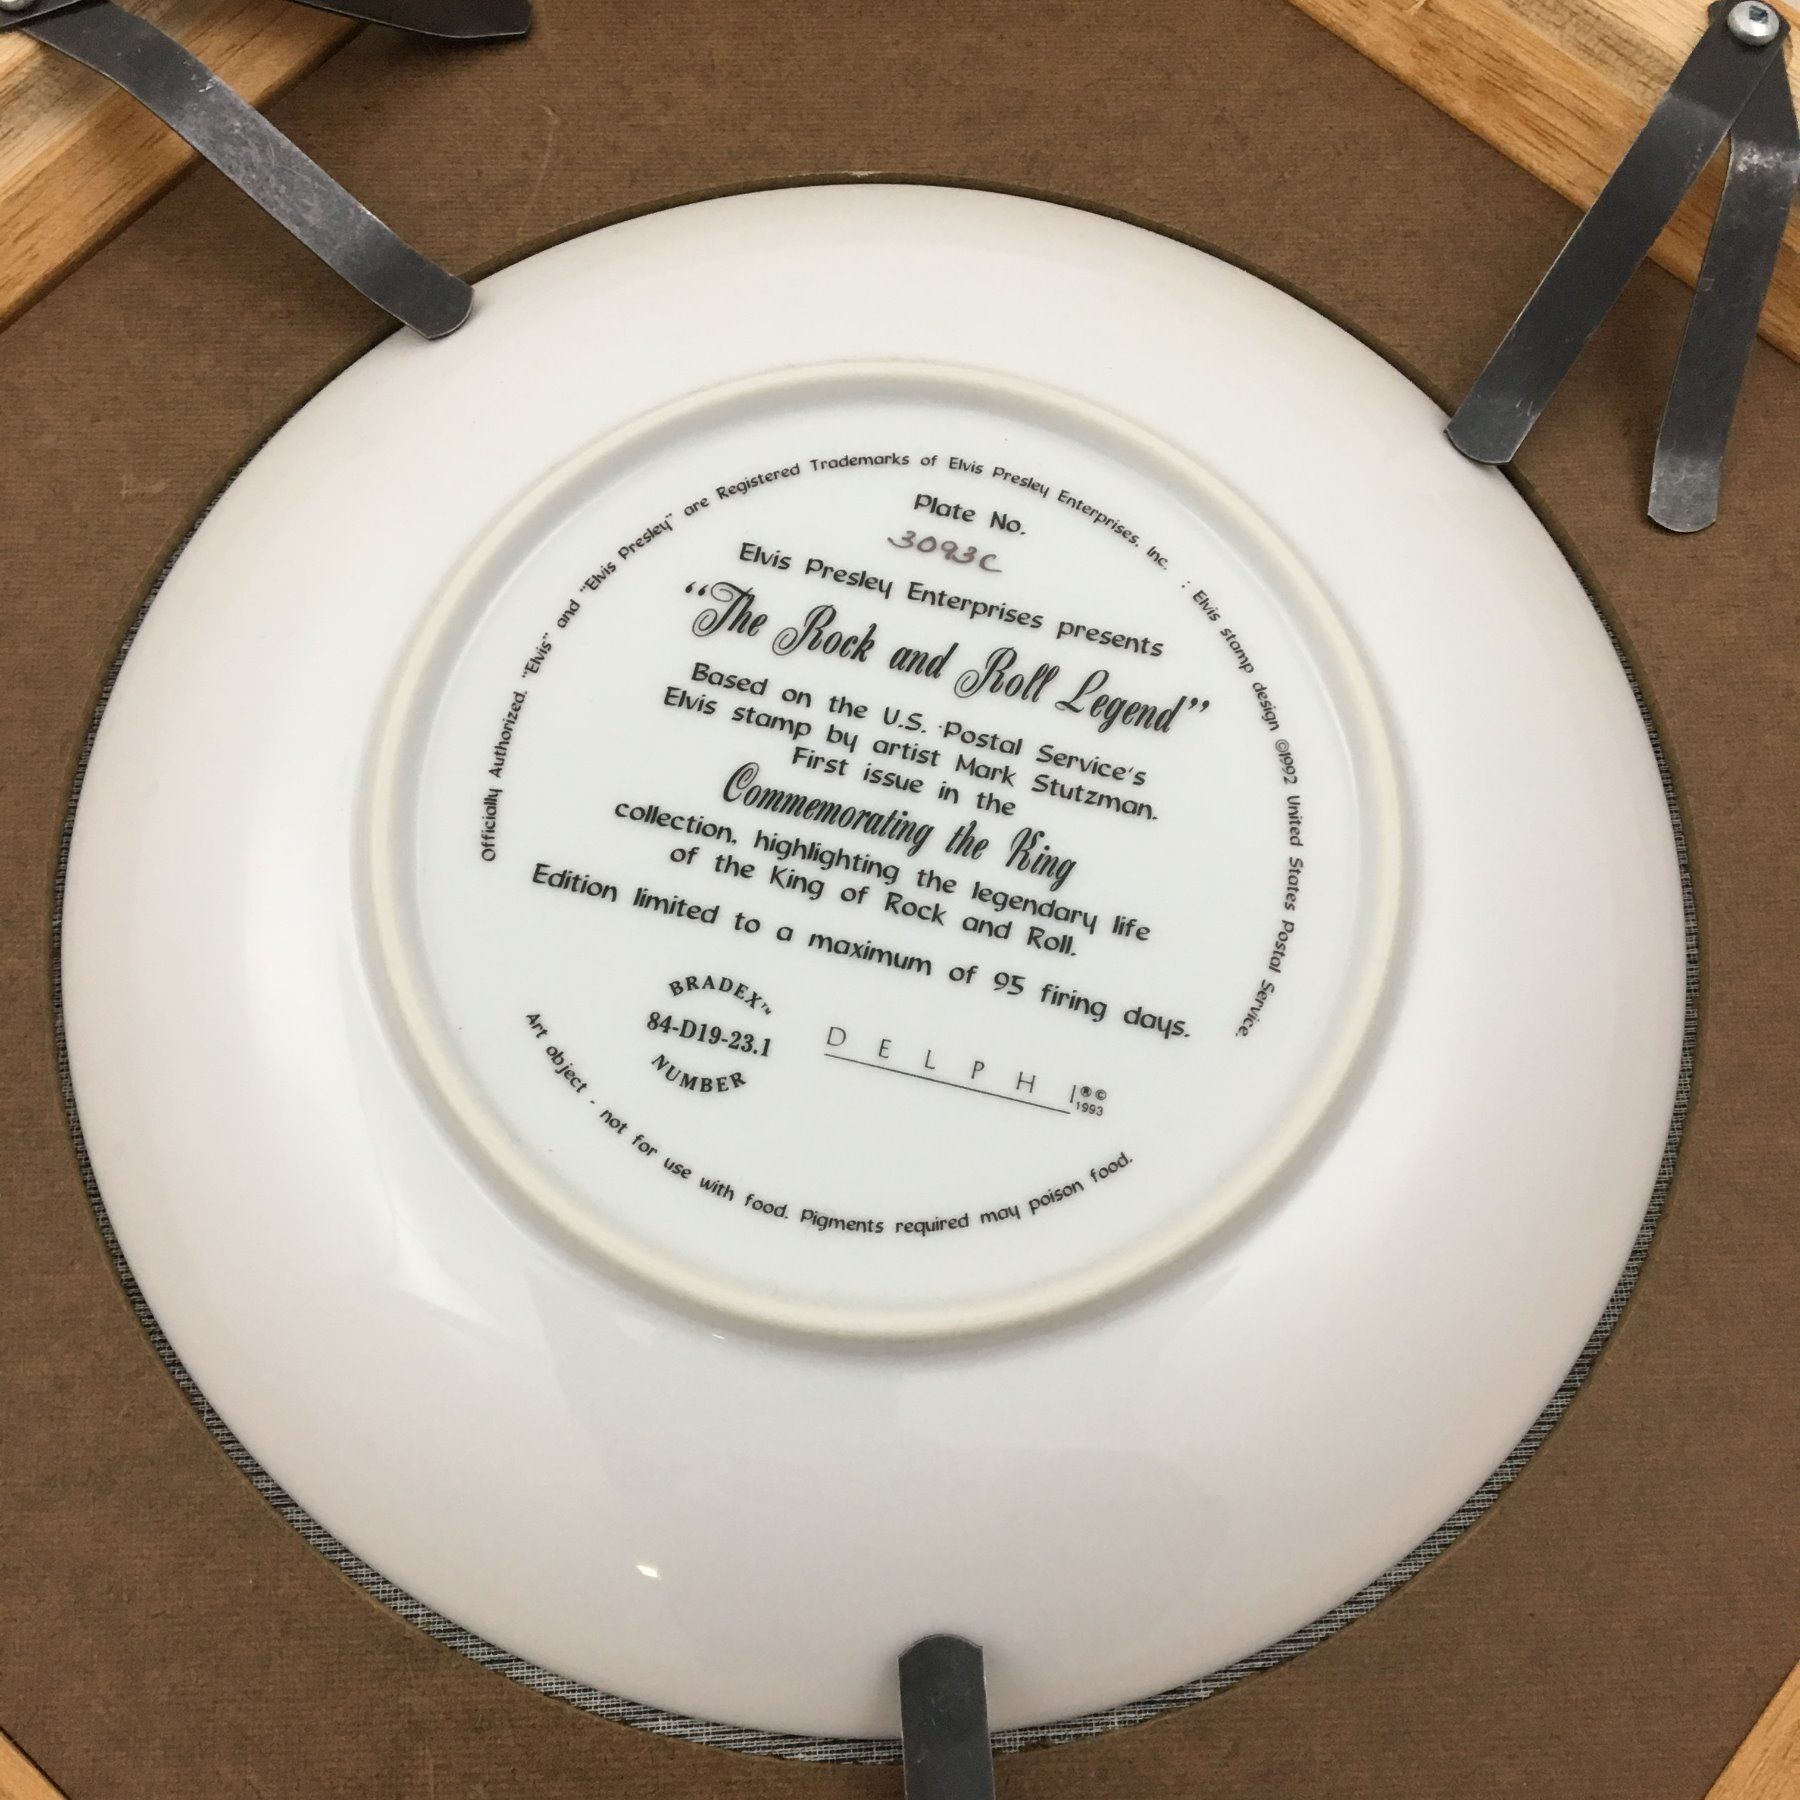 Officially Authorized. "Elvis" and "Elvis Presley" are Registered Trademarks of Elvis Presley Enterprises, Inc. ; Elvis stamp design ©1992 United States Postal Service.
Plate No.
3093C
Elvis Presley Enterprises presents
"The Rock and Roll Legend"
Based on the U.S. Postal Service's
Elvis stamp by artist Mark Stutzman.
First issue in the
Commemorating the King
collection, highlighting the legendary life
of the King of Rock and Roll.
Edition limited to a maximum of 95 firing days.
BRADEX™
84-D19-23.1
NUMBER
DELPHI®©
1993
Art object - not for use with food. Pigments required may poison food.